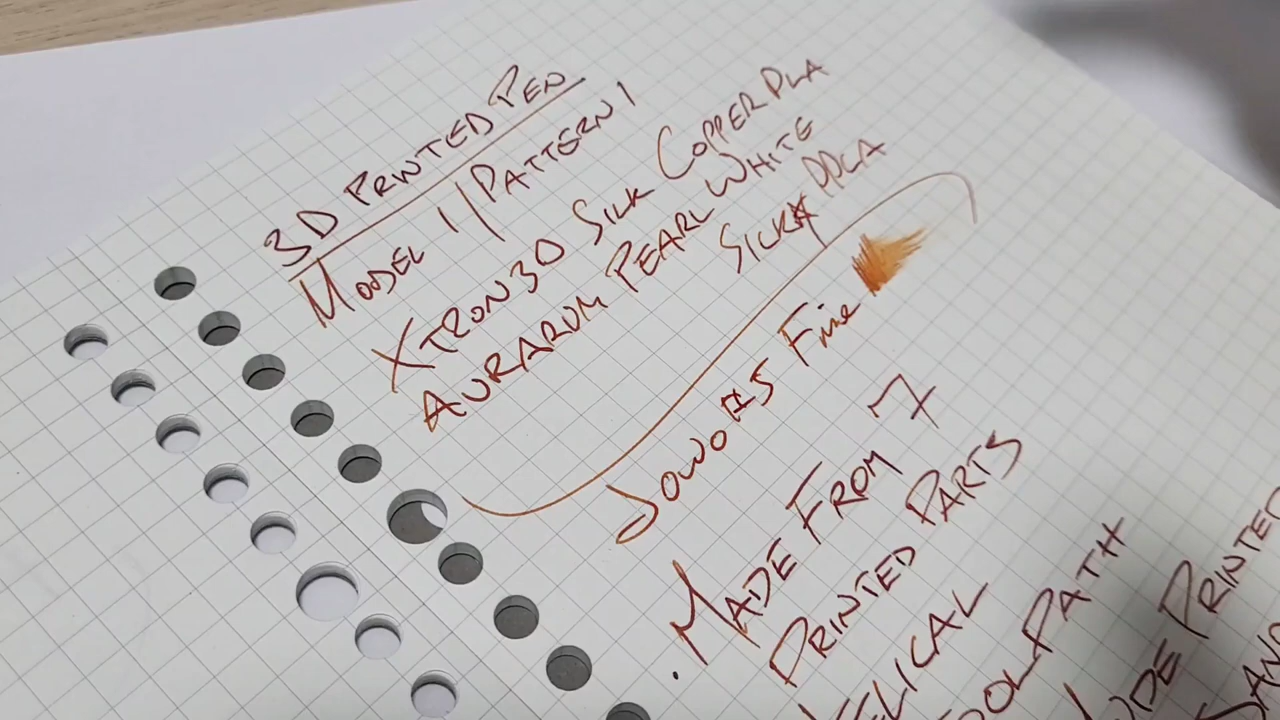 3D PRINTED PEN
MODEL 1/PATTERN 1
XTRON3D SILK COPPER PLA
AURARUM PEARL WHITE
SILK PLA
JOWO #5 Fine
MADE FROM 7
PRINTED PARTS
HELICAL
TOOLPATH
PRINTED